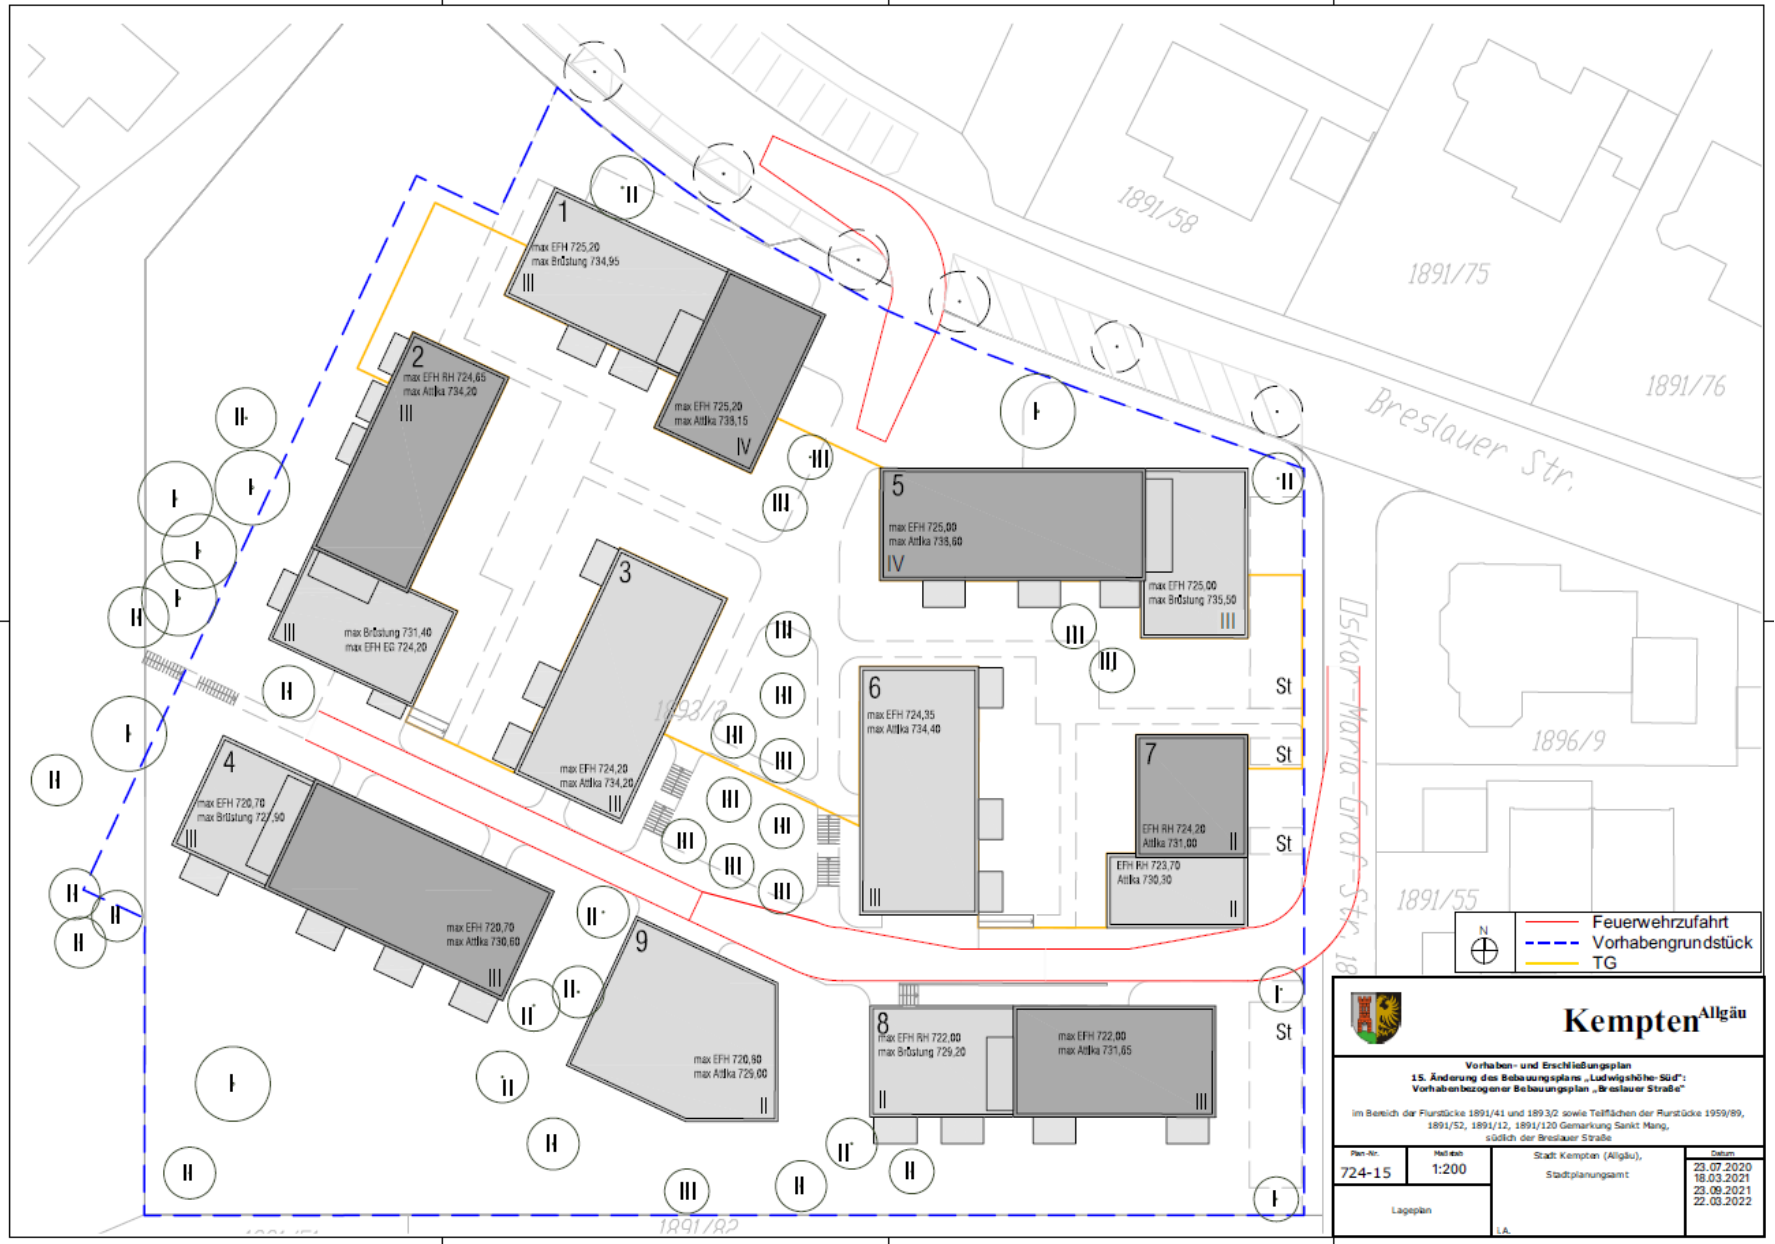 1
max EFH 725,20
max Brüstung 734,95
III
max EFH 725,20
max Attika 738,15
IV
2
max EFH RH 724,65
max Attika 734,20
III
III
max Brüstung 731,40
max EFH EG 724,20
3
max EFH 724,20
max Attika 734,20
III
4
max EFH 720,70
max Brüstung 727,90
III
max EFH 720,70
max Attika 730,60
III
5
max EFH 725,00
max Attika 738,60
IV
max EFH 725,00
max Brüstung 735,50
III
6
max EFH 724,35
max Attika 734,40
III
7
EFH RH 724,20
Attika 731,00
II
EFH RH 723,70
Attika 730,30
II
8
max EFH RH 722,00
max Brüstung 729,20
II
max EFH 722,00
max Attika 731,65
III
9
max EFH 720,80
max Attika 729,00
II
St
St
St
St
1891/58
1891/75
1891/76
Breslauer Str.
Oskar-Maria-Graf-Str.
1893/2
1896/9
1891/55
1891/82
N
Feuerwehrzufahrt
Vorhabengrundstück
TG
Kempten Allgäu
Vorhaben- und Erschließungsplan
15. Änderung des Bebauungsplans „Ludwigshöhe-Süd":
Vorhabenbezogener Bebauungsplan „Breslauer Straße"
im Bereich der Flurstücke 1891/41 und 1893/2 sowie Teilflächen der Flurstücke 1959/89,
1891/52, 1891/12, 1891/120 Gemarkung Sankt Mang,
südlich der Breslauer Straße
Plan-Nr.
724-15
Maßstab
1:200
Stadt Kempten (Allgäu),
Stadtplanungsamt
Datum
23.07.2020
18.03.2021
23.09.2021
22.03.2022
Lageplan
i.A.